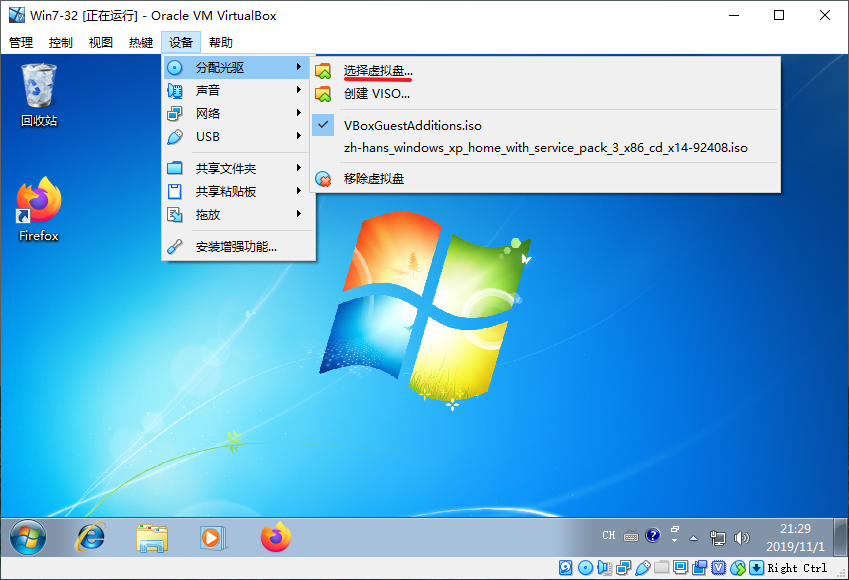 Win7-32 [正在运行] - Oracle VM VirtualBox
管理 控制 视图 热键 设备 帮助
分配光驱
声音
网络
USB
共享文件夹
共享粘贴板
拖放
安装增强功能...
选择虚拟盘...
创建 VISO...
VBoxGuestAdditions.iso
zh-hans_windows_xp_home_with_service_pack_3_x86_cd_x14-92408.iso
移除虚拟盘
回收站
Firefox
CH
21:29
2019/11/1
Right Ctrl